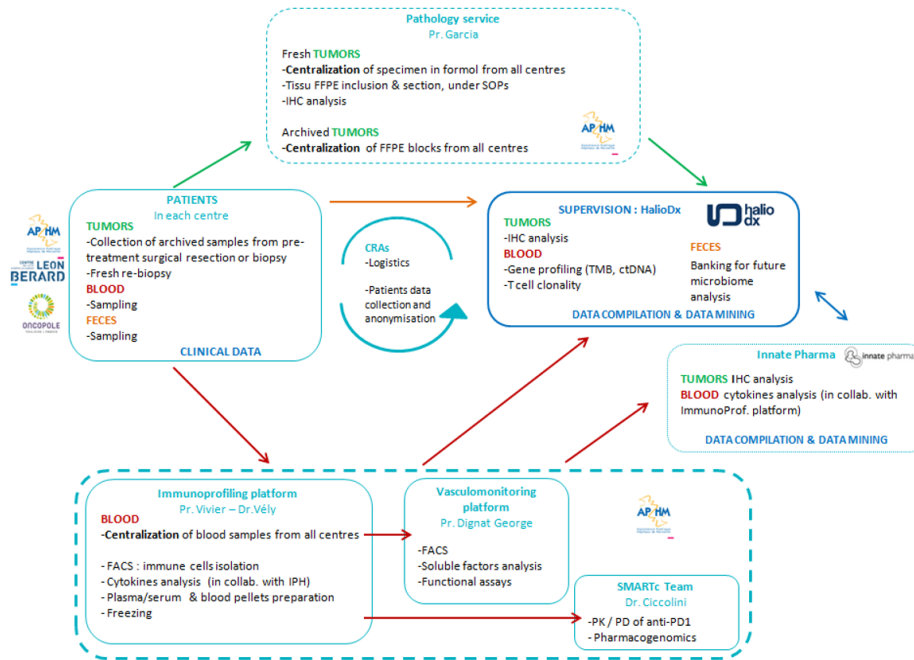 Pathology service
Pr. Garcia
Fresh TUMORS
-Centralization of specimen in formol from all centres
-Tissu FFPE inclusion & section, under SOPs
-IHC analysis
Archived TUMORS
-Centralization of FFPE blocks from all centres
AP HM
PATIENTS
In each centre
TUMORS
-Collection of archived samples from pre-
treatment surgical resection or biopsy
-Fresh re-biopsy
BLOOD
-Sampling
FECES
-Sampling
CLINICAL DATA
AP HM
LEON
BERARD
ONCOPOLE
CRAs
-Logistics
-Patients data
collection and
anonymisation
SUPERVISION : HalioDx
halio
dx
TUMORS
-IHC analysis
BLOOD
-Gene profiling (TMB, ctDNA)
-T cell clonality
FECES
Banking for future
microbiome
analysis
DATA COMPILATION & DATA MINING
Innate Pharma
innate pharma
TUMORS IHC analysis
BLOOD cytokines analysis (in collab. with
ImmunoProf. platform)
DATA COMPILATION & DATA MINING
Immunoprofiling platform
Pr. Vivier – Dr.Vély
BLOOD
-Centralization of blood samples from all centres
- FACS : immune cells isolation
- Cytokines analysis (in collab. with IPH)
- Plasma/serum & blood pellets preparation
- Freezing
Vasculomonitoring
platform
Pr. Dignat George
-FACS
-Soluble factors analysis
-Functional assays
AP HM
SMARTc Team
Dr. Ciccolini
-PK / PD of anti-PD1
- Pharmacogenomics